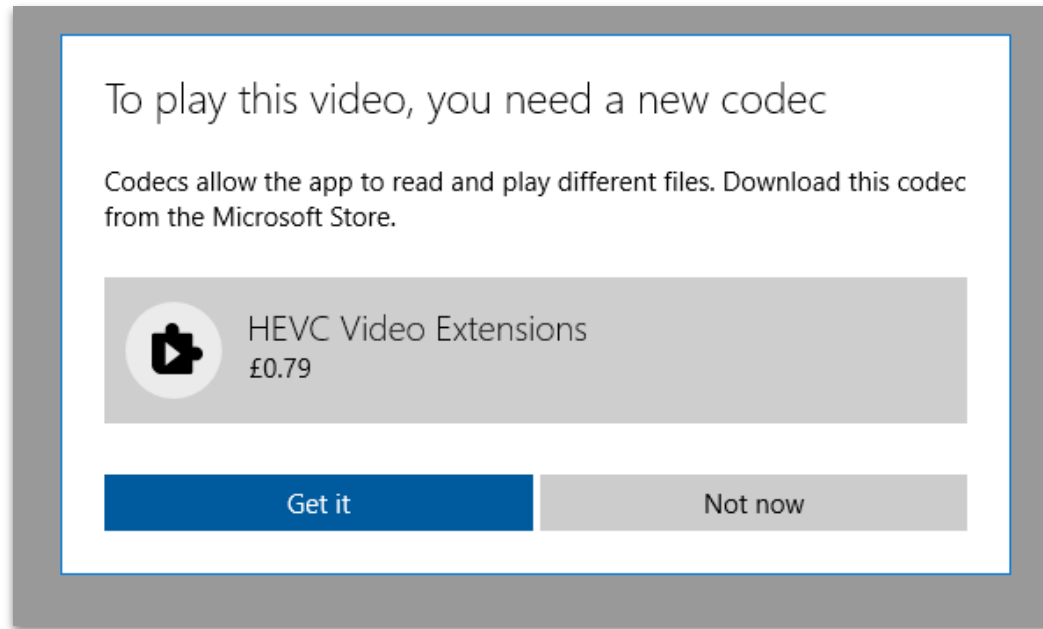 To play this video, you need a new codec
Codecs allow the app to read and play different files. Download this codec
from the Microsoft Store.
HEVC Video Extensions
£0.79
Get it
Not now